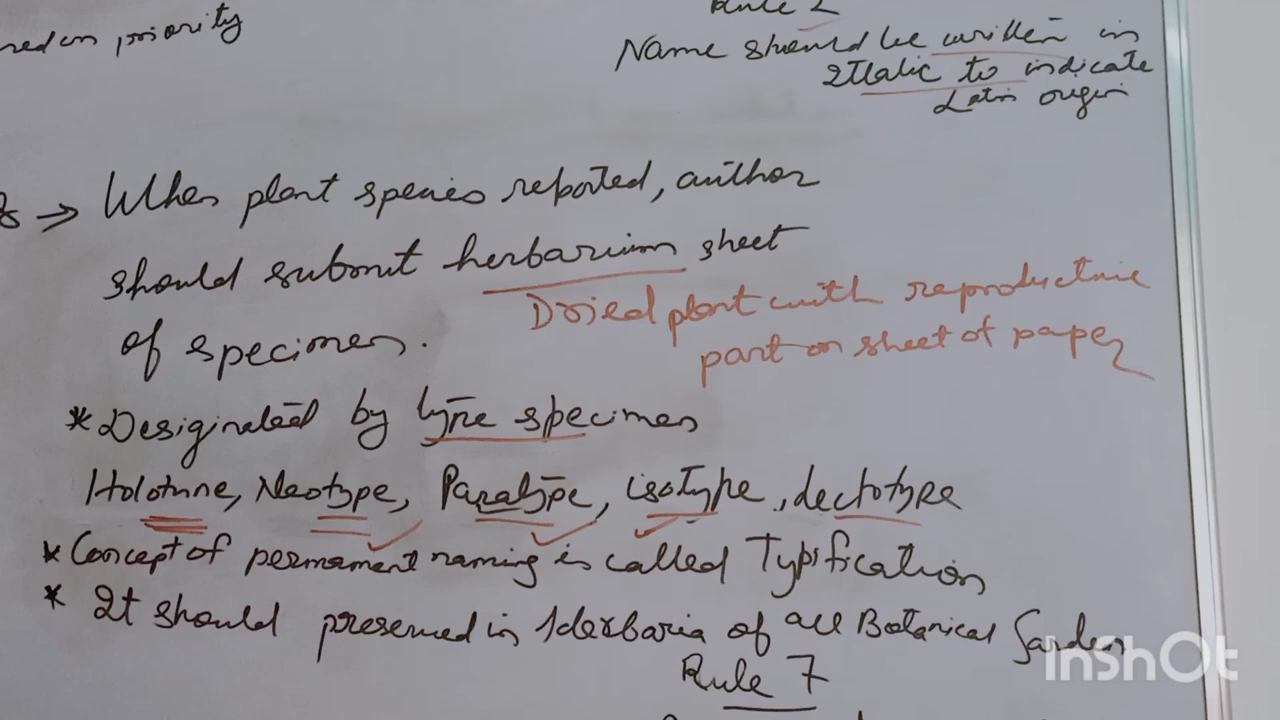 Rule 2
on priority
Name should be written in
Italic to indicate
Latin origin
→ When plant species reported, author
should submit herbarium sheet
Dried plant with reproductive
part on sheet of paper
of specimen.
* Designated by type specimen
Holotype, Neotype, Paratype, isotype, Lectotype
* Concept of permanent naming is called Typification
* It should preserved in Herbaria of all Botanical Garden
Rule 7
InShOt